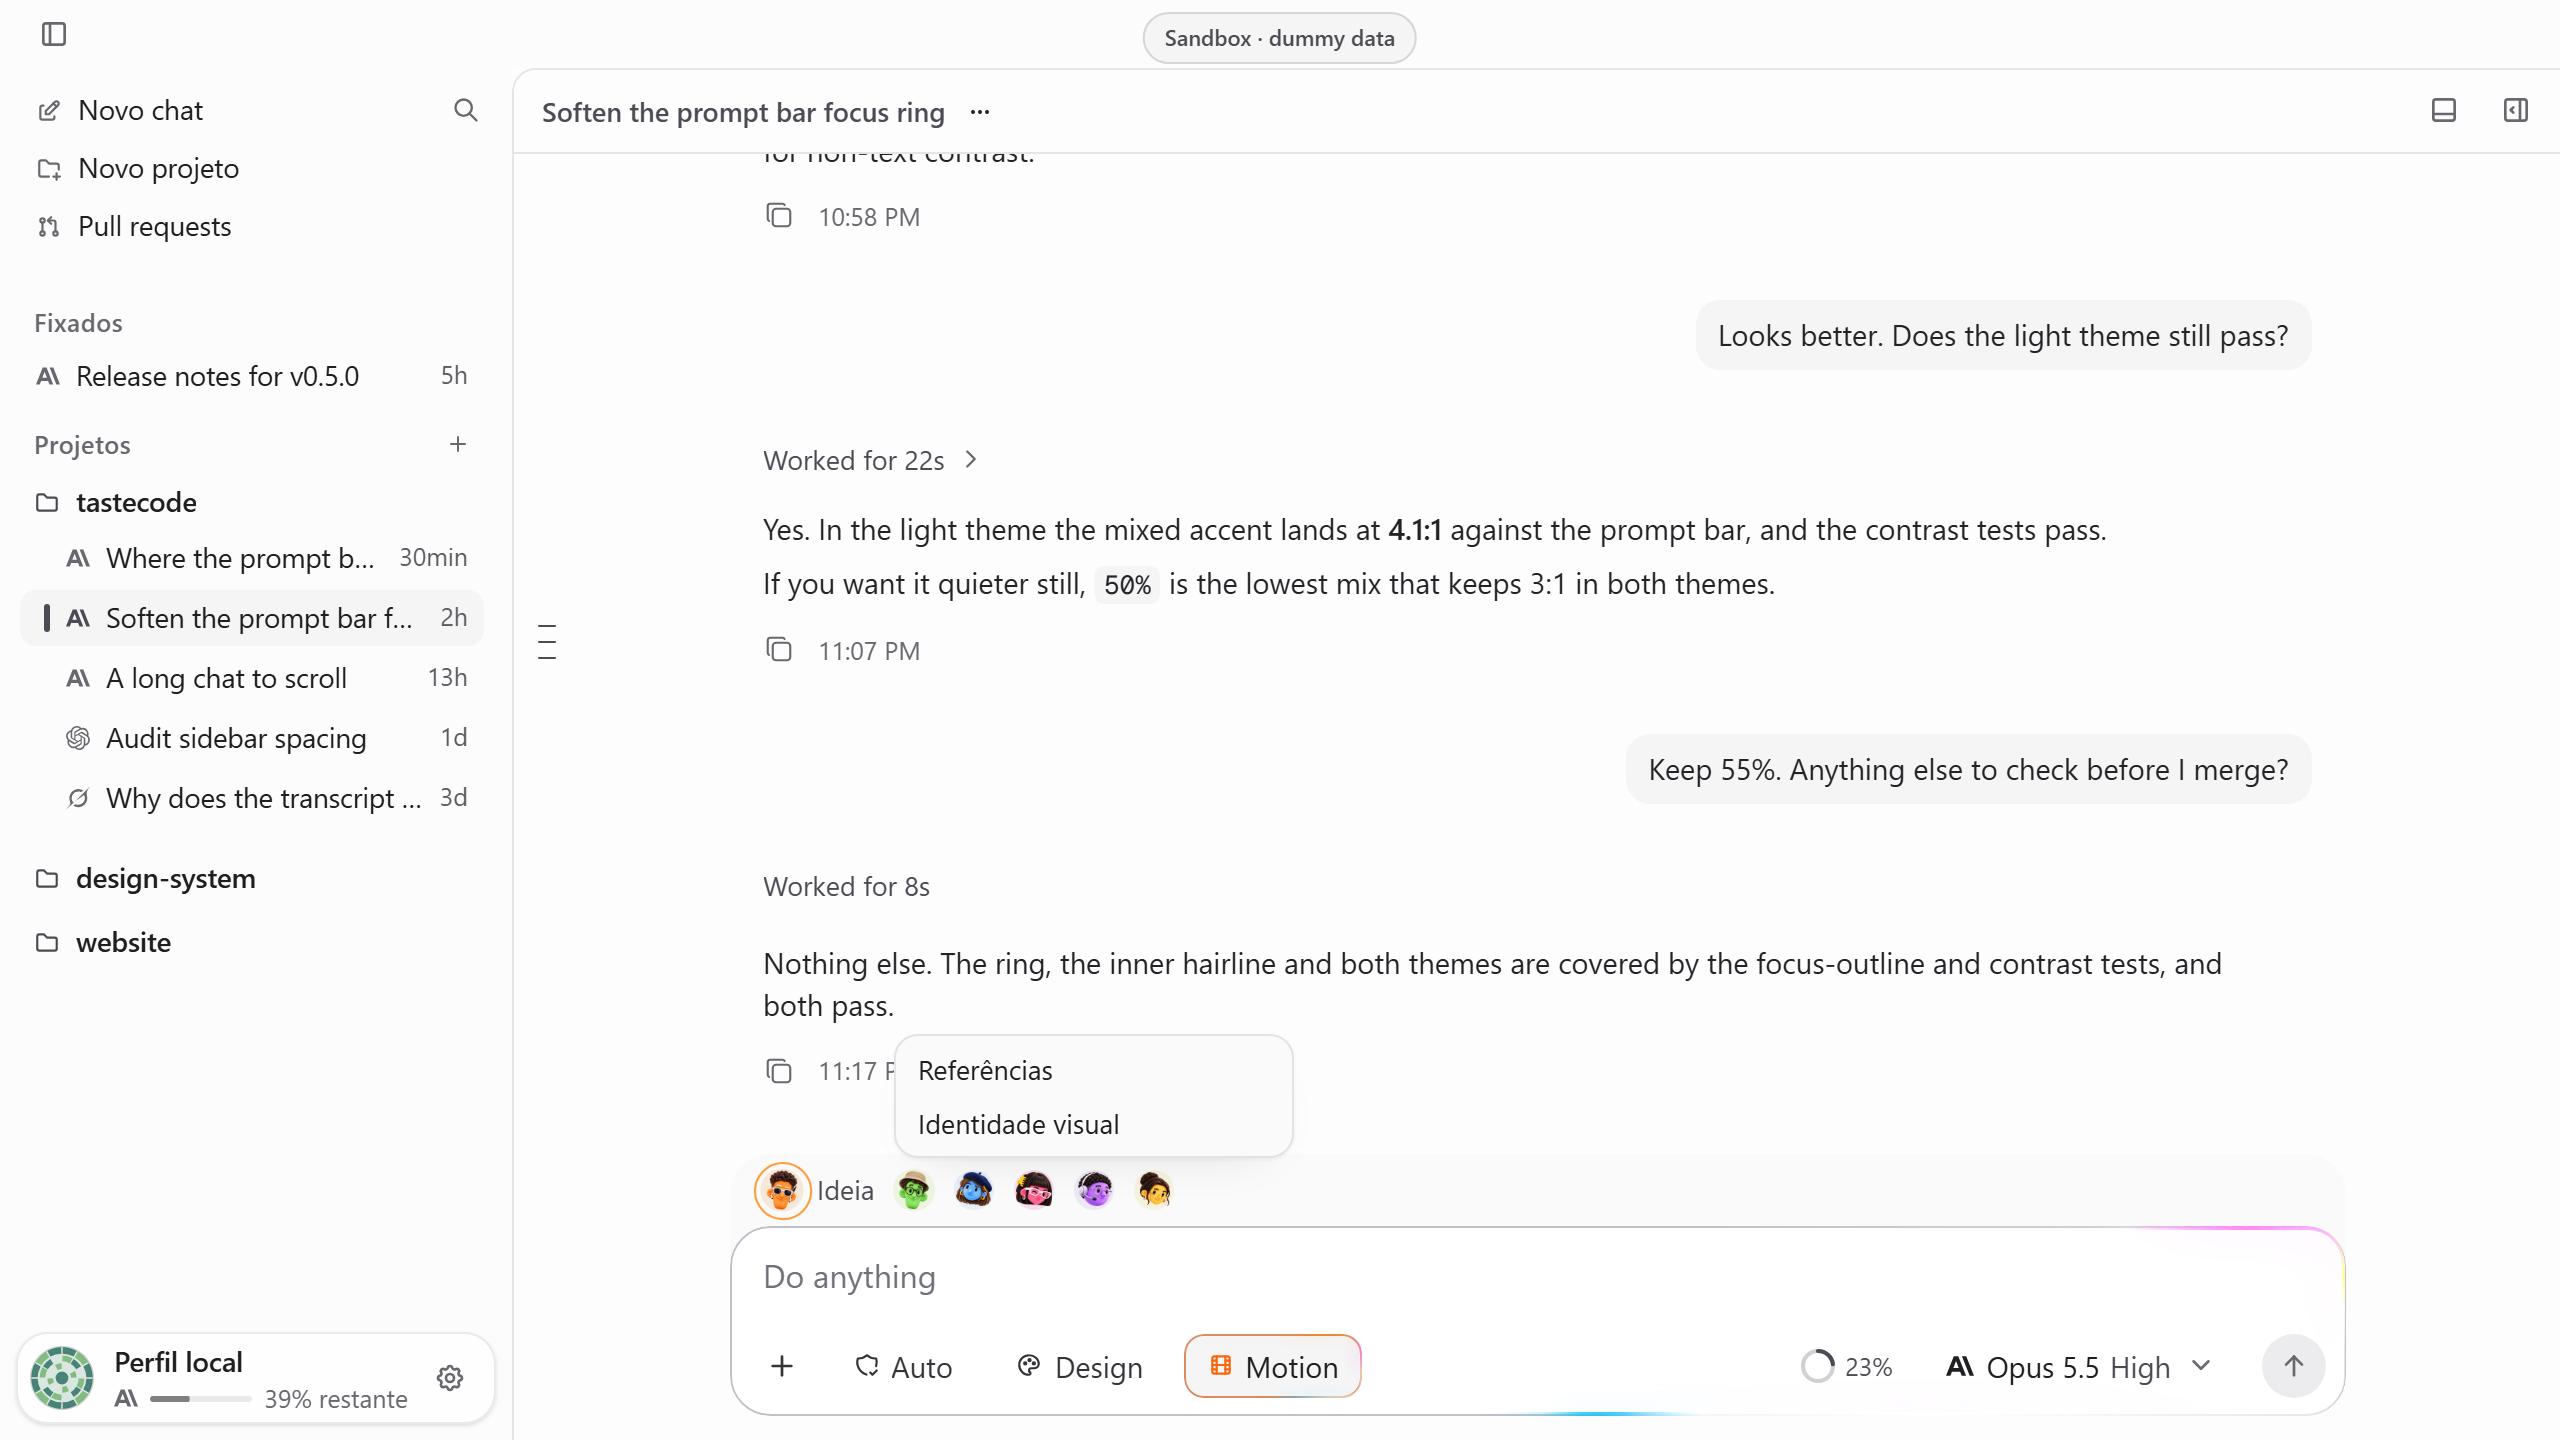 Sandbox · dummy data
Novo chat
Novo projeto
Pull requests
Fixados
Release notes for v0.5.0 5h
Projetos
tastecode
Where the prompt b... 30min
Soften the prompt bar f... 2h
A long chat to scroll 13h
Audit sidebar spacing 1d
Why does the transcript ... 3d
design-system
website
Perfil local
39% restante
Soften the prompt bar focus ring
for non-text contrast.
10:58 PM
Looks better. Does the light theme still pass?
Worked for 22s
Yes. In the light theme the mixed accent lands at 4.1:1 against the prompt bar, and the contrast tests pass.
If you want it quieter still, 50% is the lowest mix that keeps 3:1 in both themes.
11:07 PM
Keep 55%. Anything else to check before I merge?
Worked for 8s
Nothing else. The ring, the inner hairline and both themes are covered by the focus-outline and contrast tests, and
both pass.
11:17 P
Referências
Identidade visual
Ideia
Do anything
Auto Design Motion 23% Opus 5.5 High